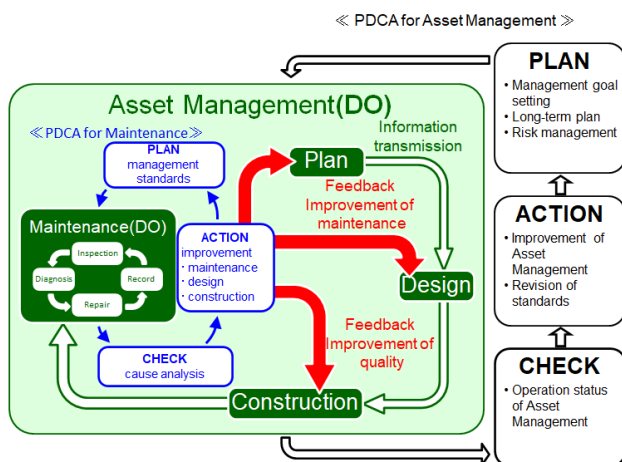 ≪ PDCA for Asset Management ≫
PLAN
• Management goal
setting
• Long-term plan
• Risk management
Asset Management(DO)
≪PDCA for Maintenance≫
PLAN
management
standards
Plan
Information
transmission
Feedback
Improvement of
maintenance
Maintenance(DO)
Inspection
Diagnosis
Record
Repair
ACTION
improvement
・maintenance
・design
・construction
Design
ACTION
• Improvement of
Asset
Management
• Revision of
standards
Feedback
Improvement of
quality
CHECK
cause analysis
Construction
CHECK
• Operation status
of Asset
Management